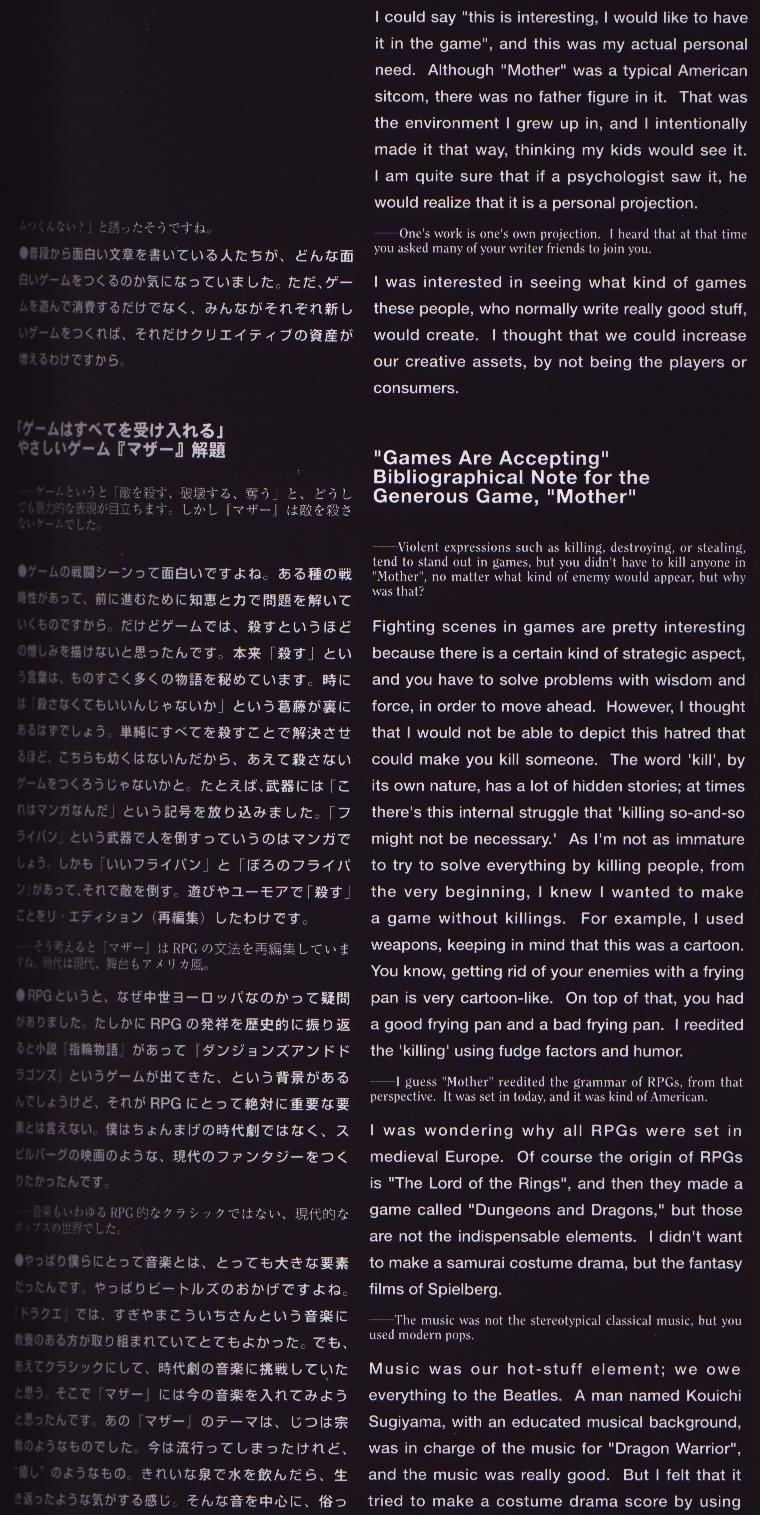 ムつくんない？」と誘ったそうですね。
●普段から面白い文章を書いている人たちが、どんな面
白いゲームをつくるのか気になっていました。ただ、ゲー
ムを遊んで消費するだけでなく、みんながそれぞれ新し
いゲームをつくれば、それだけクリエイティブの資産が
増えるわけですから。
「ゲームはすべてを受け入れる」
やさしいゲーム『マザー』解題
——ゲームというと「敵を殺す、破壊する、奪う」と、どうし
ても暴力的な表現が目立ちます。しかし『マザー』は敵を殺さ
ないゲームでした。
●ゲームの戦闘シーンって面白いですよね。ある種の戦
略性があって、前に進むために知恵と力で問題を解いて
いくものですから。だけどゲームでは、殺すというほど
の憎しみを描けないと思ったんです。本来「殺す」とい
う言葉は、ものすごく多くの物語を秘めています。時に
は「殺さなくてもいいんじゃないか」という葛藤が裏に
あるはずでしょう。単純にすべてを殺すことで解決させ
るほど、こちらも幼くはないんだから、あえて殺さない
ゲームをつくろうじゃないかと。たとえば、武器には「こ
れはマンガなんだ」という記号を放り込みました。「フ
ライパン」という武器で人を倒すっていうのはマンガで
しょう。しかも「いいフライパン」と「ぼろのフライパ
ン」があって、それで敵を倒す。遊びやユーモアで「殺す」
ことをリ・エディション（再編集）したわけです。
——そう考えると『マザー』はRPGの文法を再編集していま
すね。時代は現代、舞台もアメリカ風。
●RPGというと、なぜ中世ヨーロッパなのかって疑問
がありました。たしかにRPGの発祥を歴史的に振り返
ると小説『指輪物語』があって『ダンジョンズアンドド
ラゴンズ』というゲームが出てきた、という背景がある
んでしょうけど、それがRPGにとって絶対に重要な要
素とは言えない。僕はちょんまげの時代劇ではなく、ス
ピルバーグの映画のような、現代のファンタジーをつく
りたかったんです。
——音楽もいわゆるRPG的なクラシックではない、現代的な
ポップスの世界でした。
●やっぱり僕らにとって音楽とは、とっても大きな要素
だったんです。やっぱりビートルズのおかげですよね。
『ドラクエ』では、すぎやまこういちさんという音楽に
教養のある方が取り組まれていてとてもよかった。でも、
あえてクラシックにして、時代劇の音楽に挑戦していた
と思う。そこで『マザー』には今の音楽を入れてみよう
と思ったんです。あの『マザー』のテーマは、じつは宗
教のようなものでした。今は流行ってしまったけれど、
"癒し"のようなもの。きれいな泉で水を飲んだら、生
き返ったような気がする感じ。そんな音を中心に、俗っ
I could say "this is interesting, I would like to have
it in the game", and this was my actual personal
need. Although "Mother" was a typical American
sitcom, there was no father figure in it. That was
the environment I grew up in, and I intentionally
made it that way, thinking my kids would see it.
I am quite sure that if a psychologist saw it, he
would realize that it is a personal projection.
——One's work is one's own projection. I heard that at that time
you asked many of your writer friends to join you.
I was interested in seeing what kind of games
these people, who normally write really good stuff,
would create. I thought that we could increase
our creative assets, by not being the players or
consumers.
"Games Are Accepting"
Bibliographical Note for the
Generous Game, "Mother"
——Violent expressions such as killing, destroying, or stealing,
tend to stand out in games, but you didn't have to kill anyone in
"Mother", no matter what kind of enemy would appear, but why
was that?
Fighting scenes in games are pretty interesting
because there is a certain kind of strategic aspect,
and you have to solve problems with wisdom and
force, in order to move ahead. However, I thought
that I would not be able to depict this hatred that
could make you kill someone. The word 'kill', by
its own nature, has a lot of hidden stories; at times
there's this internal struggle that 'killing so-and-so
might not be necessary.' As I'm not as immature
to try to solve everything by killing people, from
the very beginning, I knew I wanted to make
a game without killings. For example, I used
weapons, keeping in mind that this was a cartoon.
You know, getting rid of your enemies with a frying
pan is very cartoon-like. On top of that, you had
a good frying pan and a bad frying pan. I reedited
the 'killing' using fudge factors and humor.
——I guess "Mother" reedited the grammar of RPGs, from that
perspective. It was set in today, and it was kind of American.
I was wondering why all RPGs were set in
medieval Europe. Of course the origin of RPGs
is "The Lord of the Rings", and then they made a
game called "Dungeons and Dragons," but those
are not the indispensable elements. I didn't want
to make a samurai costume drama, but the fantasy
films of Spielberg.
——The music was not the stereotypical classical music, but you
used modern pops.
Music was our hot-stuff element; we owe
everything to the Beatles. A man named Kouichi
Sugiyama, with an educated musical background,
was in charge of the music for "Dragon Warrior",
and the music was really good. But I felt that it
tried to make a costume drama score by using